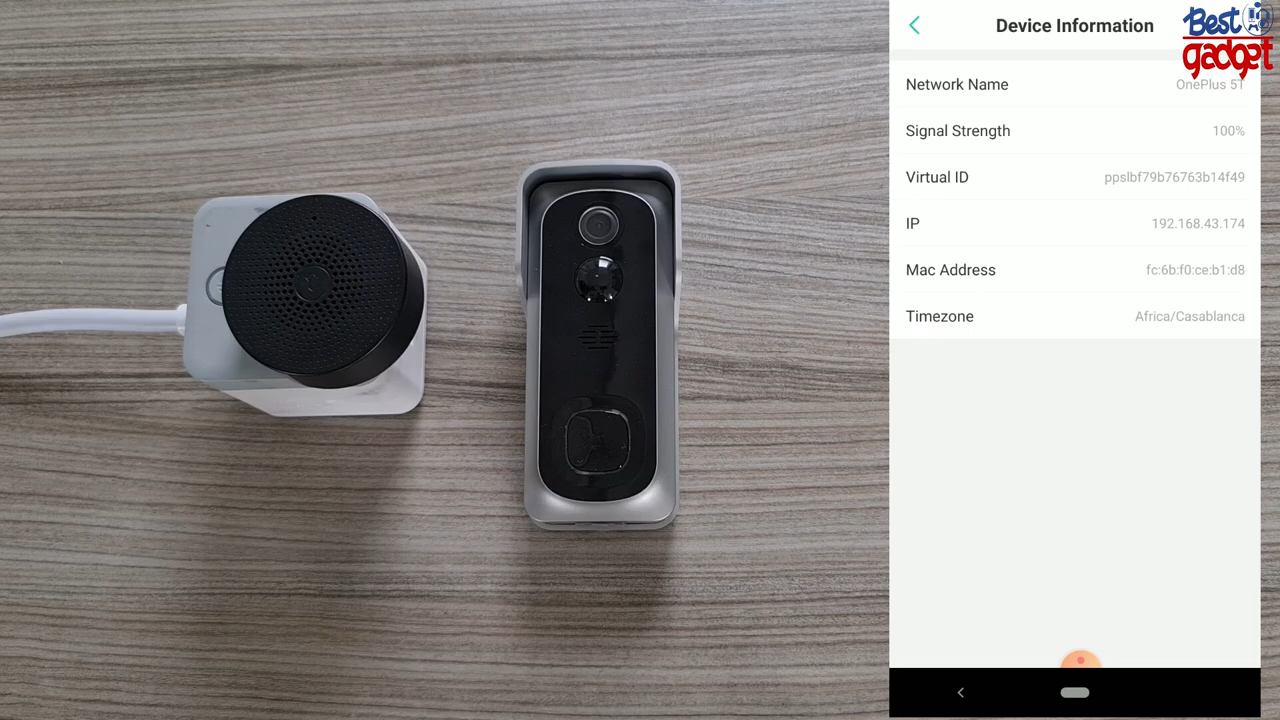 Device Information
Best
gadget
Network Name
OnePlus 5T
Signal Strength
100%
Virtual ID
ppslbf79b76763b14f49
IP
192.168.43.174
Mac Address
fc:6b:f0:ce:b1:d8
Timezone
Africa/Casablanca